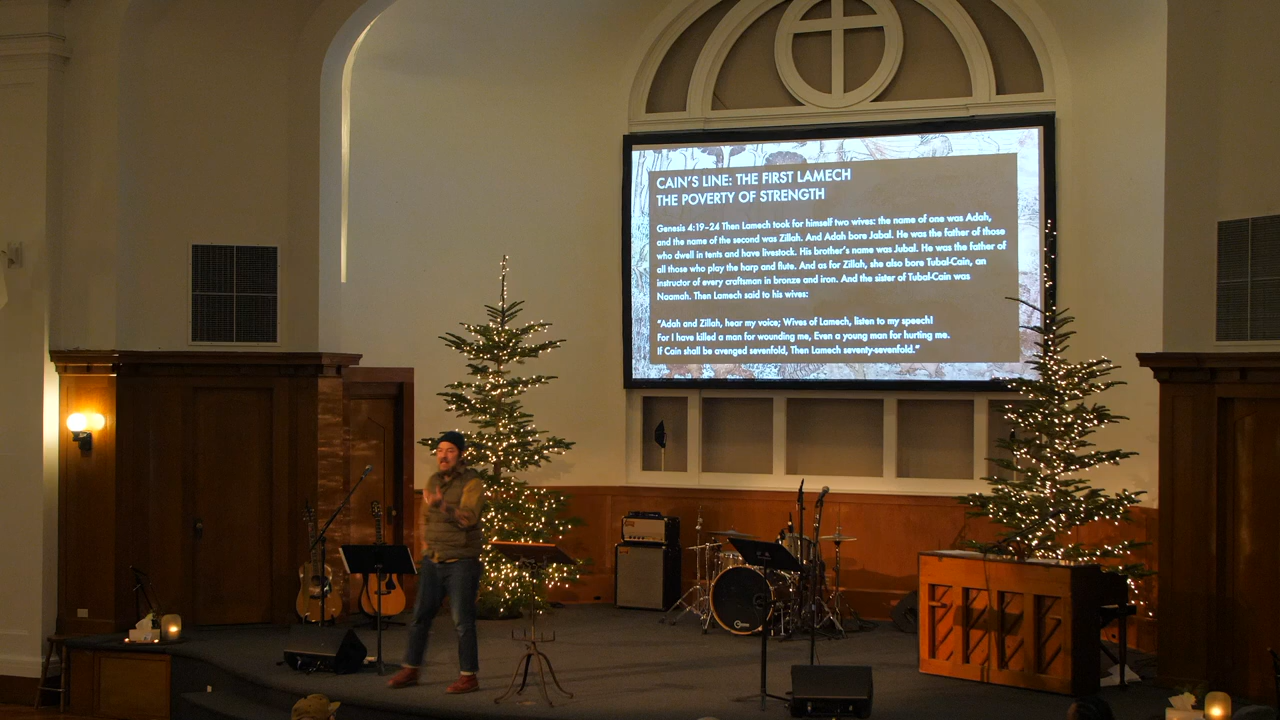 CAIN'S LINE: THE FIRST LAMECH
THE POVERTY OF STRENGTH
Genesis 4:19–24 Then Lamech took for himself two wives: the name of one was Adah,
and the name of the second was Zillah. And Adah bore Jabal. He was the father of those
who dwell in tents and have livestock. His brother's name was Jubal. He was the father of
all those who play the harp and flute. And as for Zillah, she also bore Tubal-Cain, an
instructor of every craftsman in bronze and iron. And the sister of Tubal-Cain was
Naamah. Then Lamech said to his wives:
"Adah and Zillah, hear my voice; Wives of Lamech, listen to my speech!
For I have killed a man for wounding me, Even a young man for hurting me.
If Cain shall be avenged sevenfold, Then Lamech seventy-sevenfold."